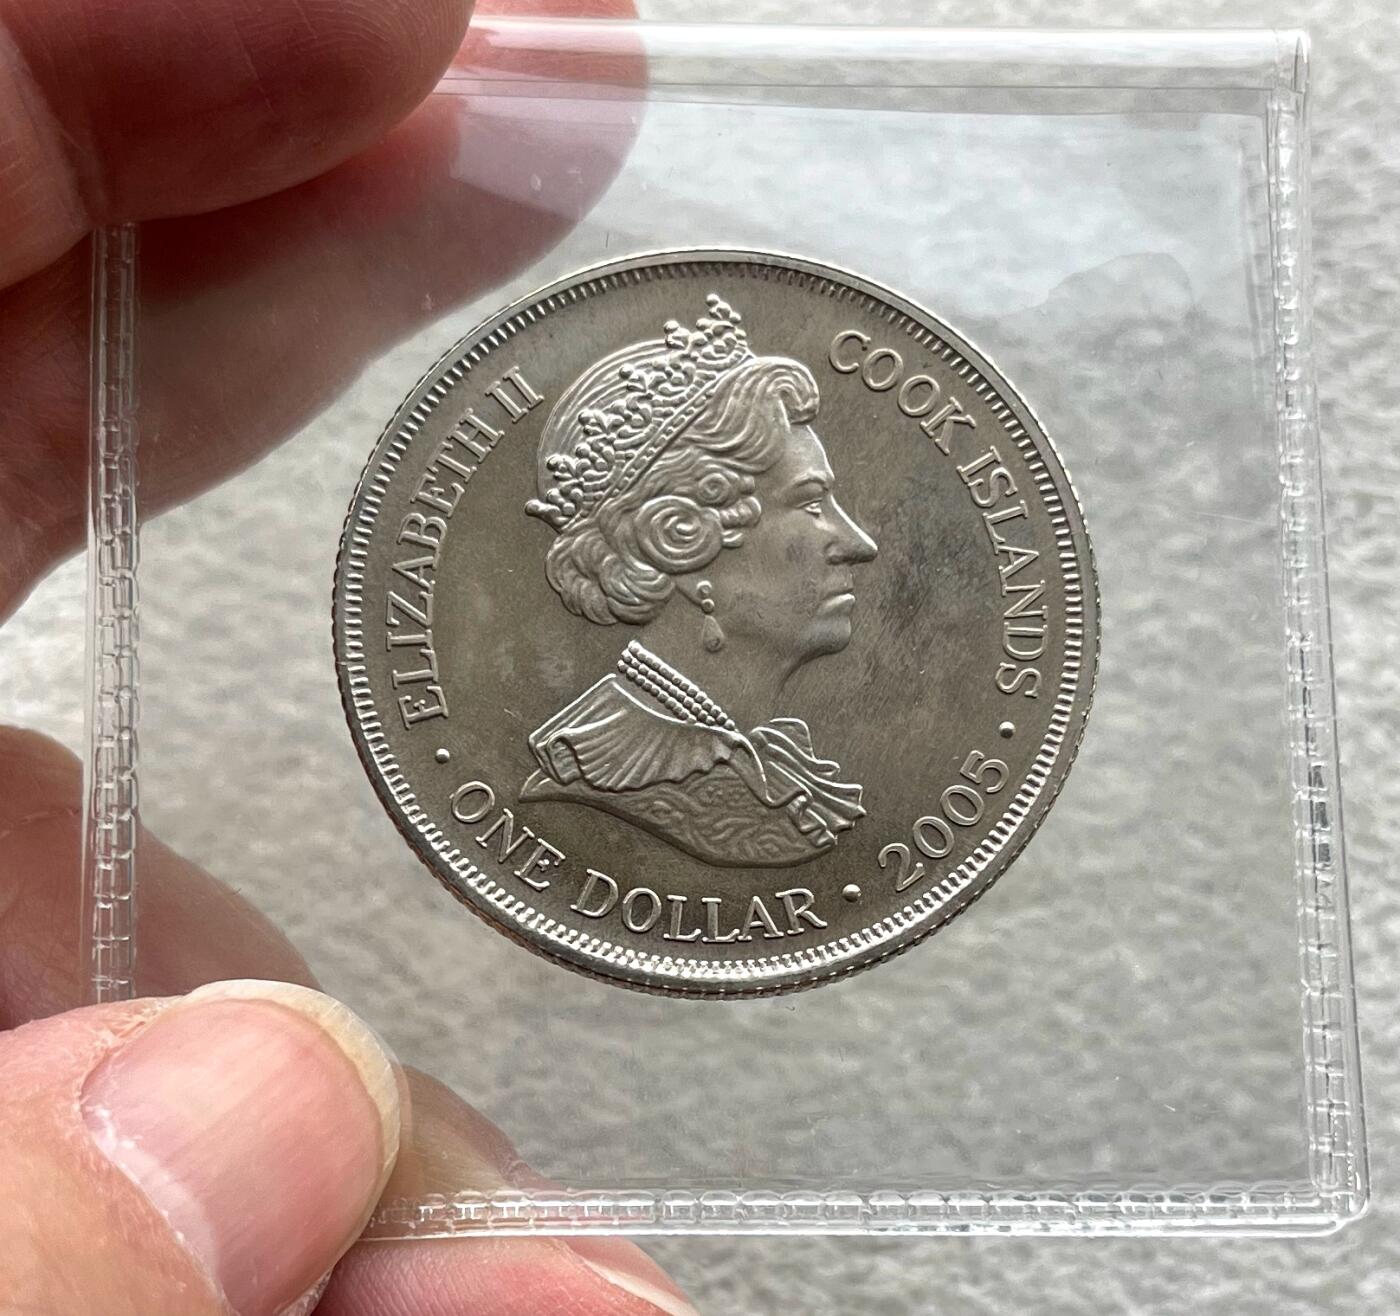 ELIZABETH II
COOK ISLANDS
• ONE DOLLAR • 2005 •